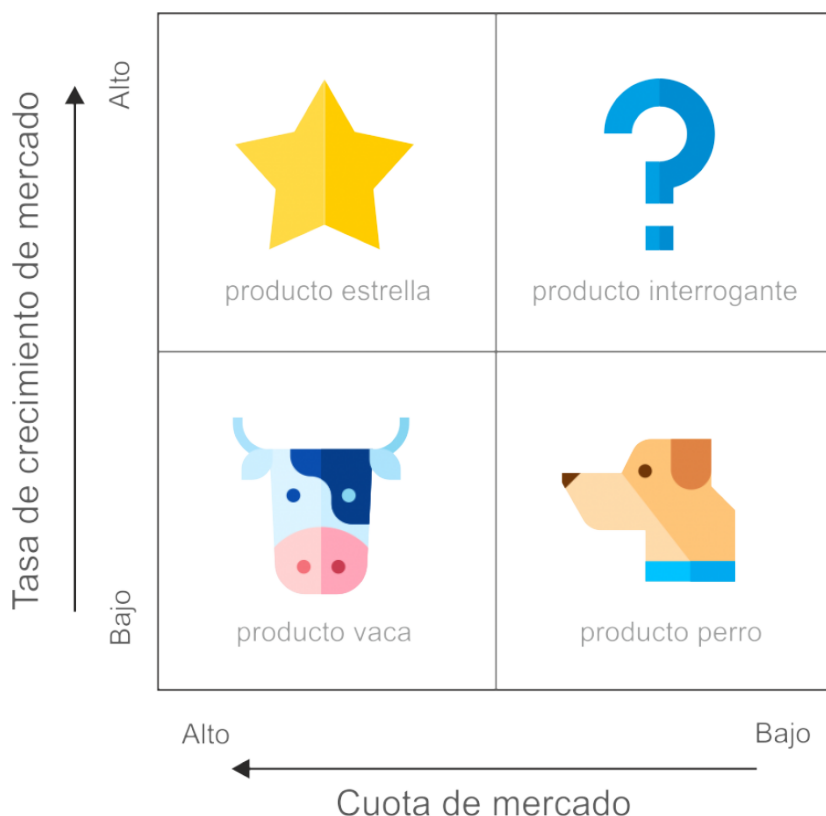 Tasa de crecimiento de mercado
Alto
Bajo
producto estrella
producto interrogante
producto vaca
producto perro
Alto
Bajo
Cuota de mercado